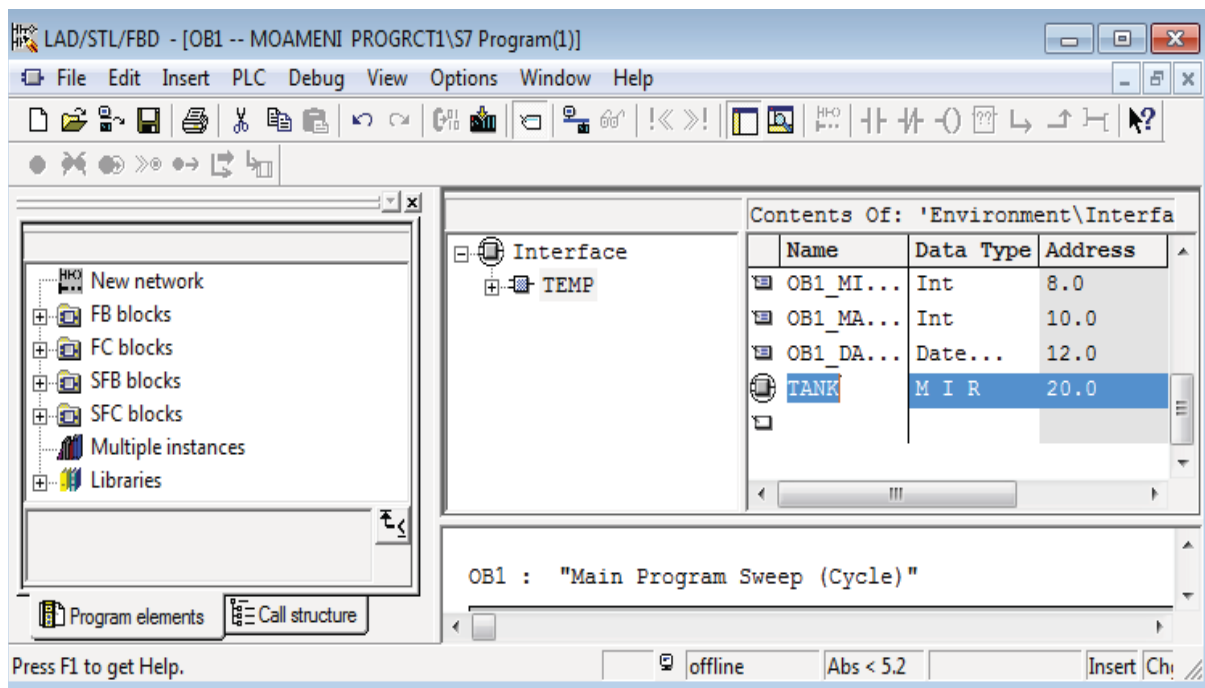 LAD/STL/FBD - [OB1 -- MOAMENI PROGRCT1\S7 Program(1)]
File Edit Insert PLC Debug View Options Window Help
New network
FB blocks
FC blocks
SFB blocks
SFC blocks
Multiple instances
Libraries
Program elements
Call structure
Interface
TEMP
Contents Of: 'Environment\Interfa
Name Data Type Address
OB1_MI... Int 8.0
OB1_MA... Int 10.0
OB1_DA... Date... 12.0
TANK M I R 20.0
OB1 : "Main Program Sweep (Cycle)"
Press F1 to get Help. offline Abs < 5.2 Insert Ch